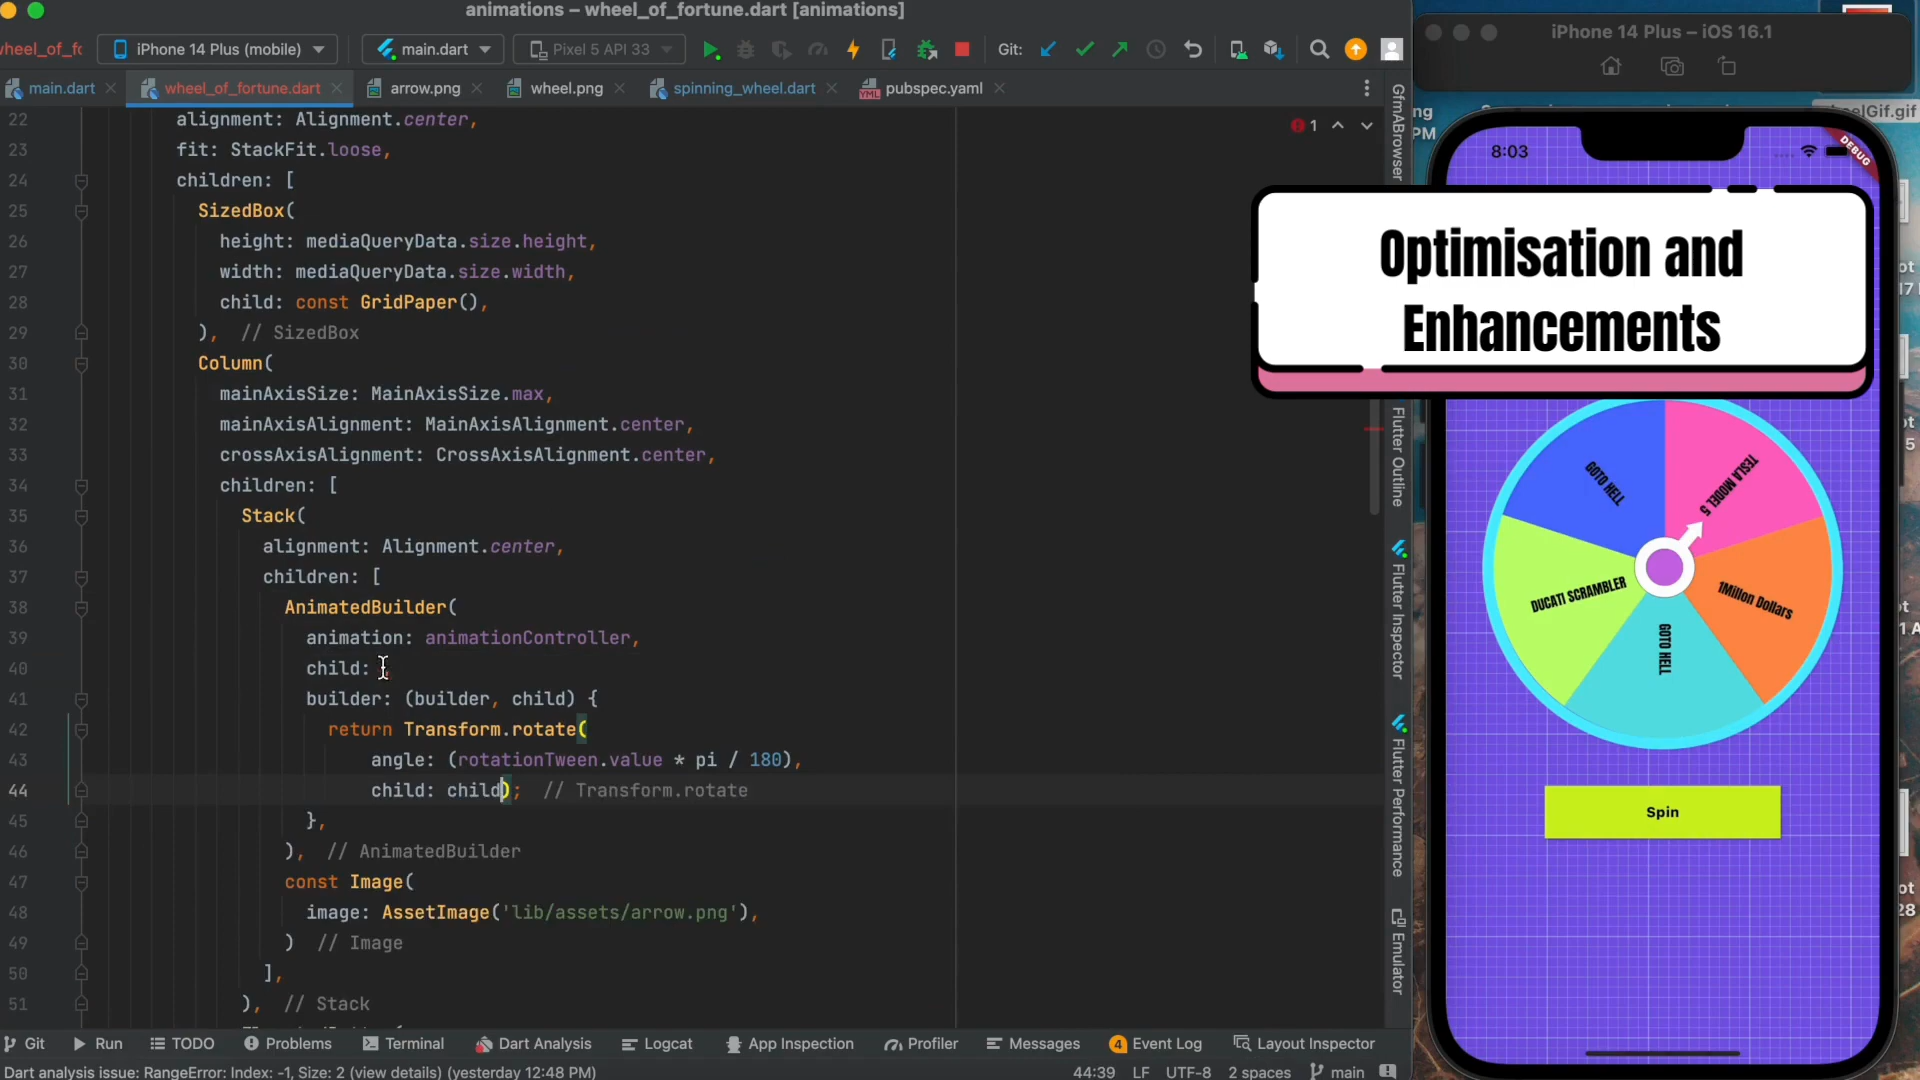 animations – wheel_of_fortune.dart [animations]
iPhone 14 Plus (mobile)
main.dart
Pixel 5 API 33
Git:
main.dart
wheel_of_fortune.dart
arrow.png
wheel.png
spinning_wheel.dart
pubspec.yaml
1
22 alignment: Alignment.center,
23 fit: StackFit.loose,
24 children: [
25 SizedBox(
26 height: mediaQueryData.size.height,
27 width: mediaQueryData.size.width,
28 child: const GridPaper(),
29 ), // SizedBox
30 Column(
31 mainAxisSize: MainAxisSize.max,
32 mainAxisAlignment: MainAxisAlignment.center,
33 crossAxisAlignment: CrossAxisAlignment.center,
34 children: [
35 Stack(
36 alignment: Alignment.center,
37 children: [
38 AnimatedBuilder(
39 animation: animationController,
40 child:
41 builder: (builder, child) {
42 return Transform.rotate(
43 angle: (rotationTween.value * pi / 180),
44 child: child); // Transform.rotate
45 },
46 ), // AnimatedBuilder
47 const Image(
48 image: AssetImage('lib/assets/arrow.png'),
49 ) // Image
50 ],
51 ), // Stack
GfmABrowser
Flutter Outline
Flutter Inspector
Flutter Performance
Emulator
Git
Run
TODO
Problems
Terminal
Dart Analysis
Logcat
App Inspection
Profiler
Messages
4 Event Log
Layout Inspector
Dart analysis issue: RangeError: Index: -1, Size: 2 (view details) (yesterday 12:48 PM)
44:39 LF UTF-8 2 spaces main
iPhone 14 Plus – iOS 16.1
8:03
DEBUG
Optimisation and
Enhancements
GOTO HELL
TESLA MODEL 5
DUCATI SCRAMBLER
1Millon Dollars
GOTO HELL
Spin